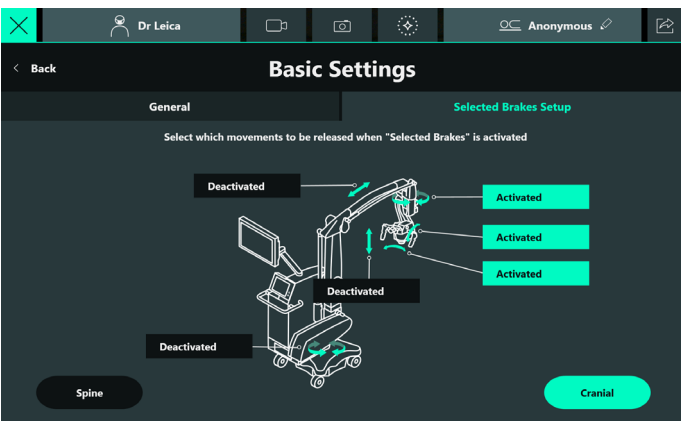 Dr Leica
Anonymous
Back
Basic Settings
General
Selected Brakes Setup
Select which movements to be released when "Selected Brakes" is activated
Deactivated
Activated
Activated
Activated
Deactivated
Deactivated
Spine
Cranial